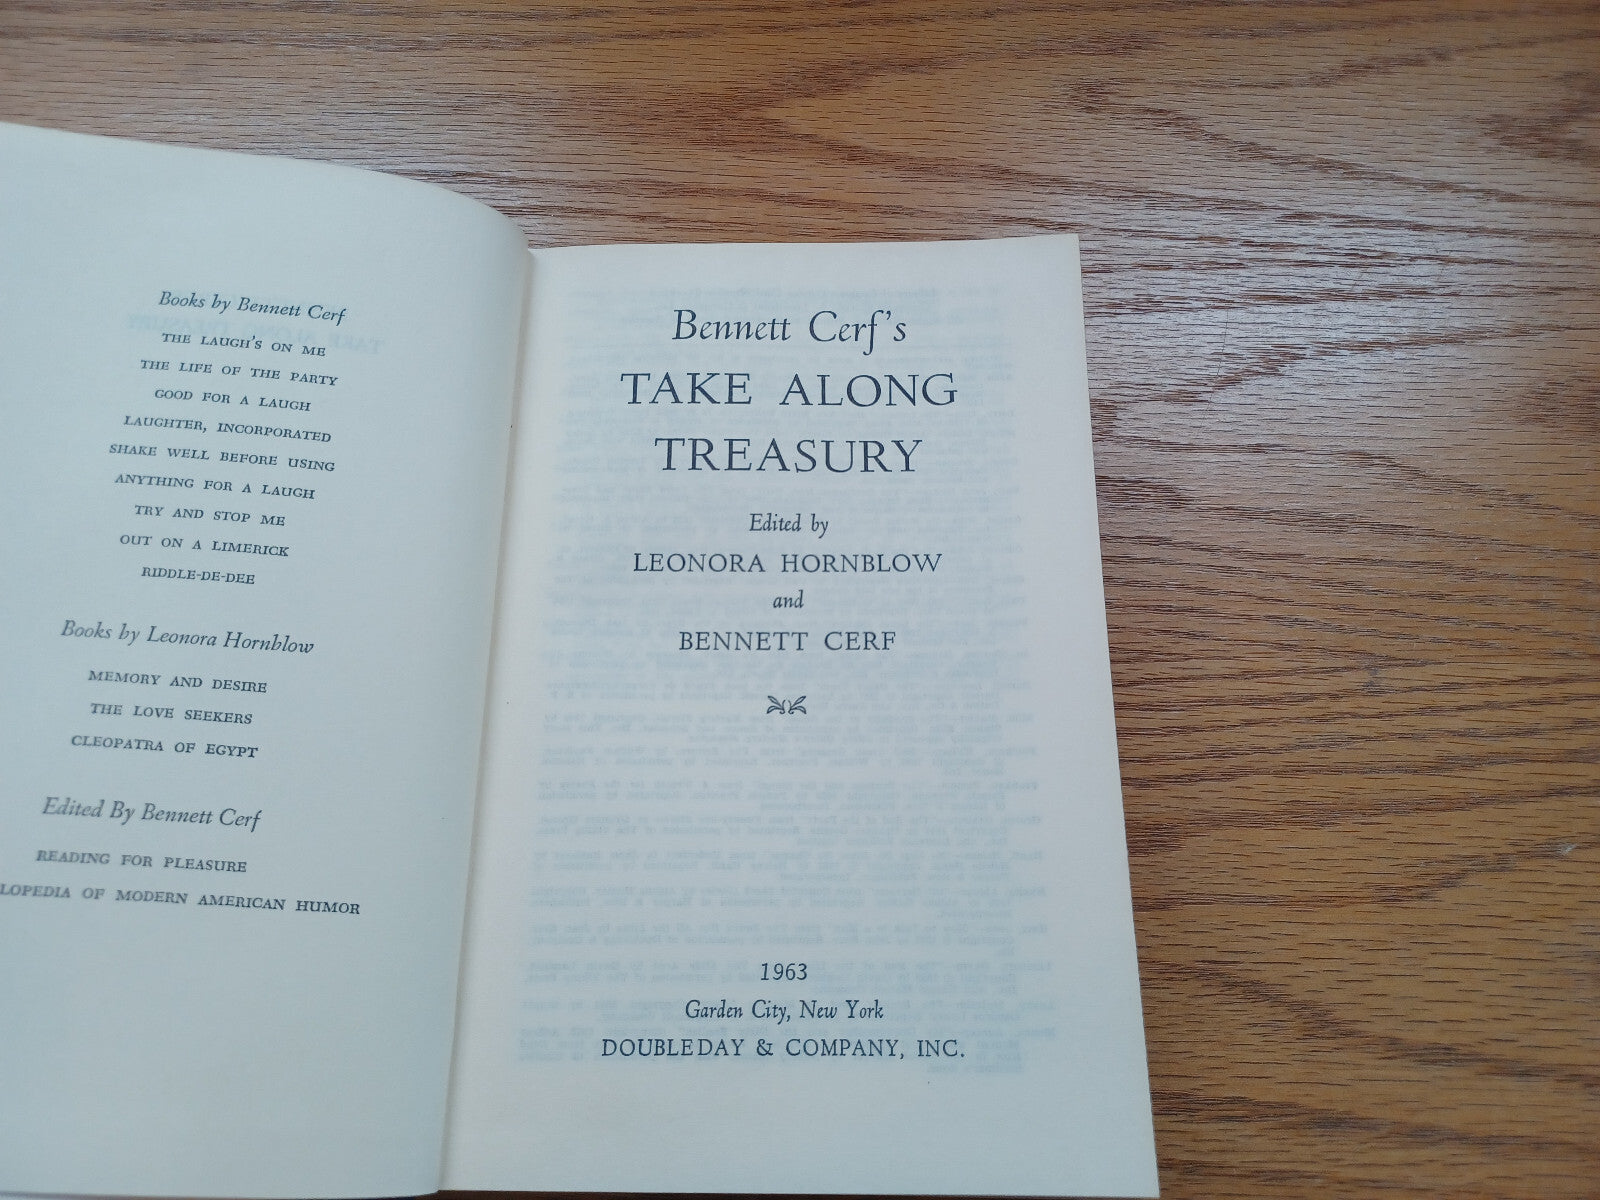 Books by Bennett Cerf
THE LAUGH'S ON ME
THE LIFE OF THE PARTY
GOOD FOR A LAUGH
LAUGHTER, INCORPORATED
SHAKE WELL BEFORE USING
ANYTHING FOR A LAUGH
TRY AND STOP ME
OUT ON A LIMERICK
RIDDLE-DE-DEE
Books by Leonora Hornblow
MEMORY AND DESIRE
THE LOVE SEEKERS
CLEOPATRA OF EGYPT
Edited By Bennett Cerf
READING FOR PLEASURE
LOPEDIA OF MODERN AMERICAN HUMOR
Bennett Cerf's
TAKE ALONG
TREASURY
Edited by
LEONORA HORNBLOW
and
BENNETT CERF
1963
Garden City, New York
DOUBLEDAY & COMPANY, INC.